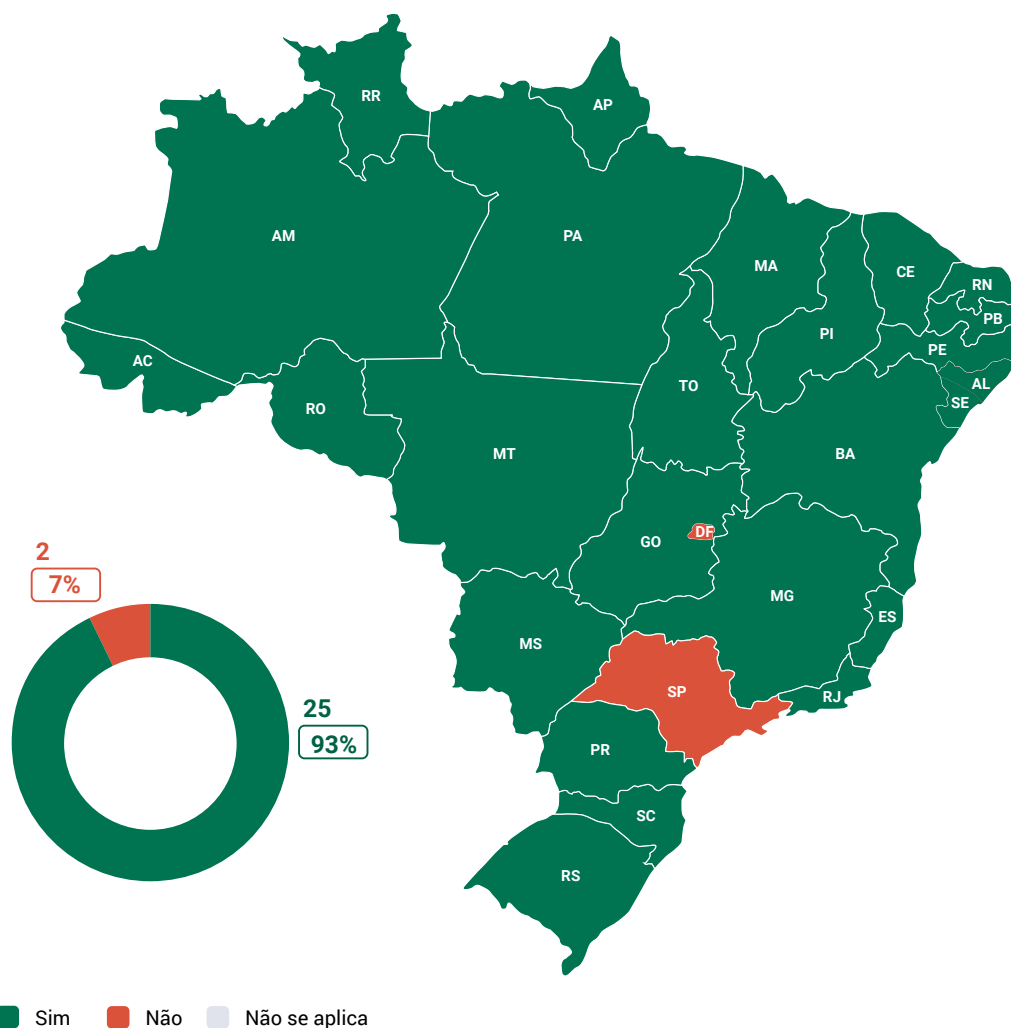 RR
AP
AM
PA
MA
CE
RN
PB
PI
PE
AC
TO
AL
SE
RO
MT
BA
GO
DF
MG
ES
MS
SP
RJ
PR
SC
RS
2
7%
25
93%
Sim
Não
Não se aplica